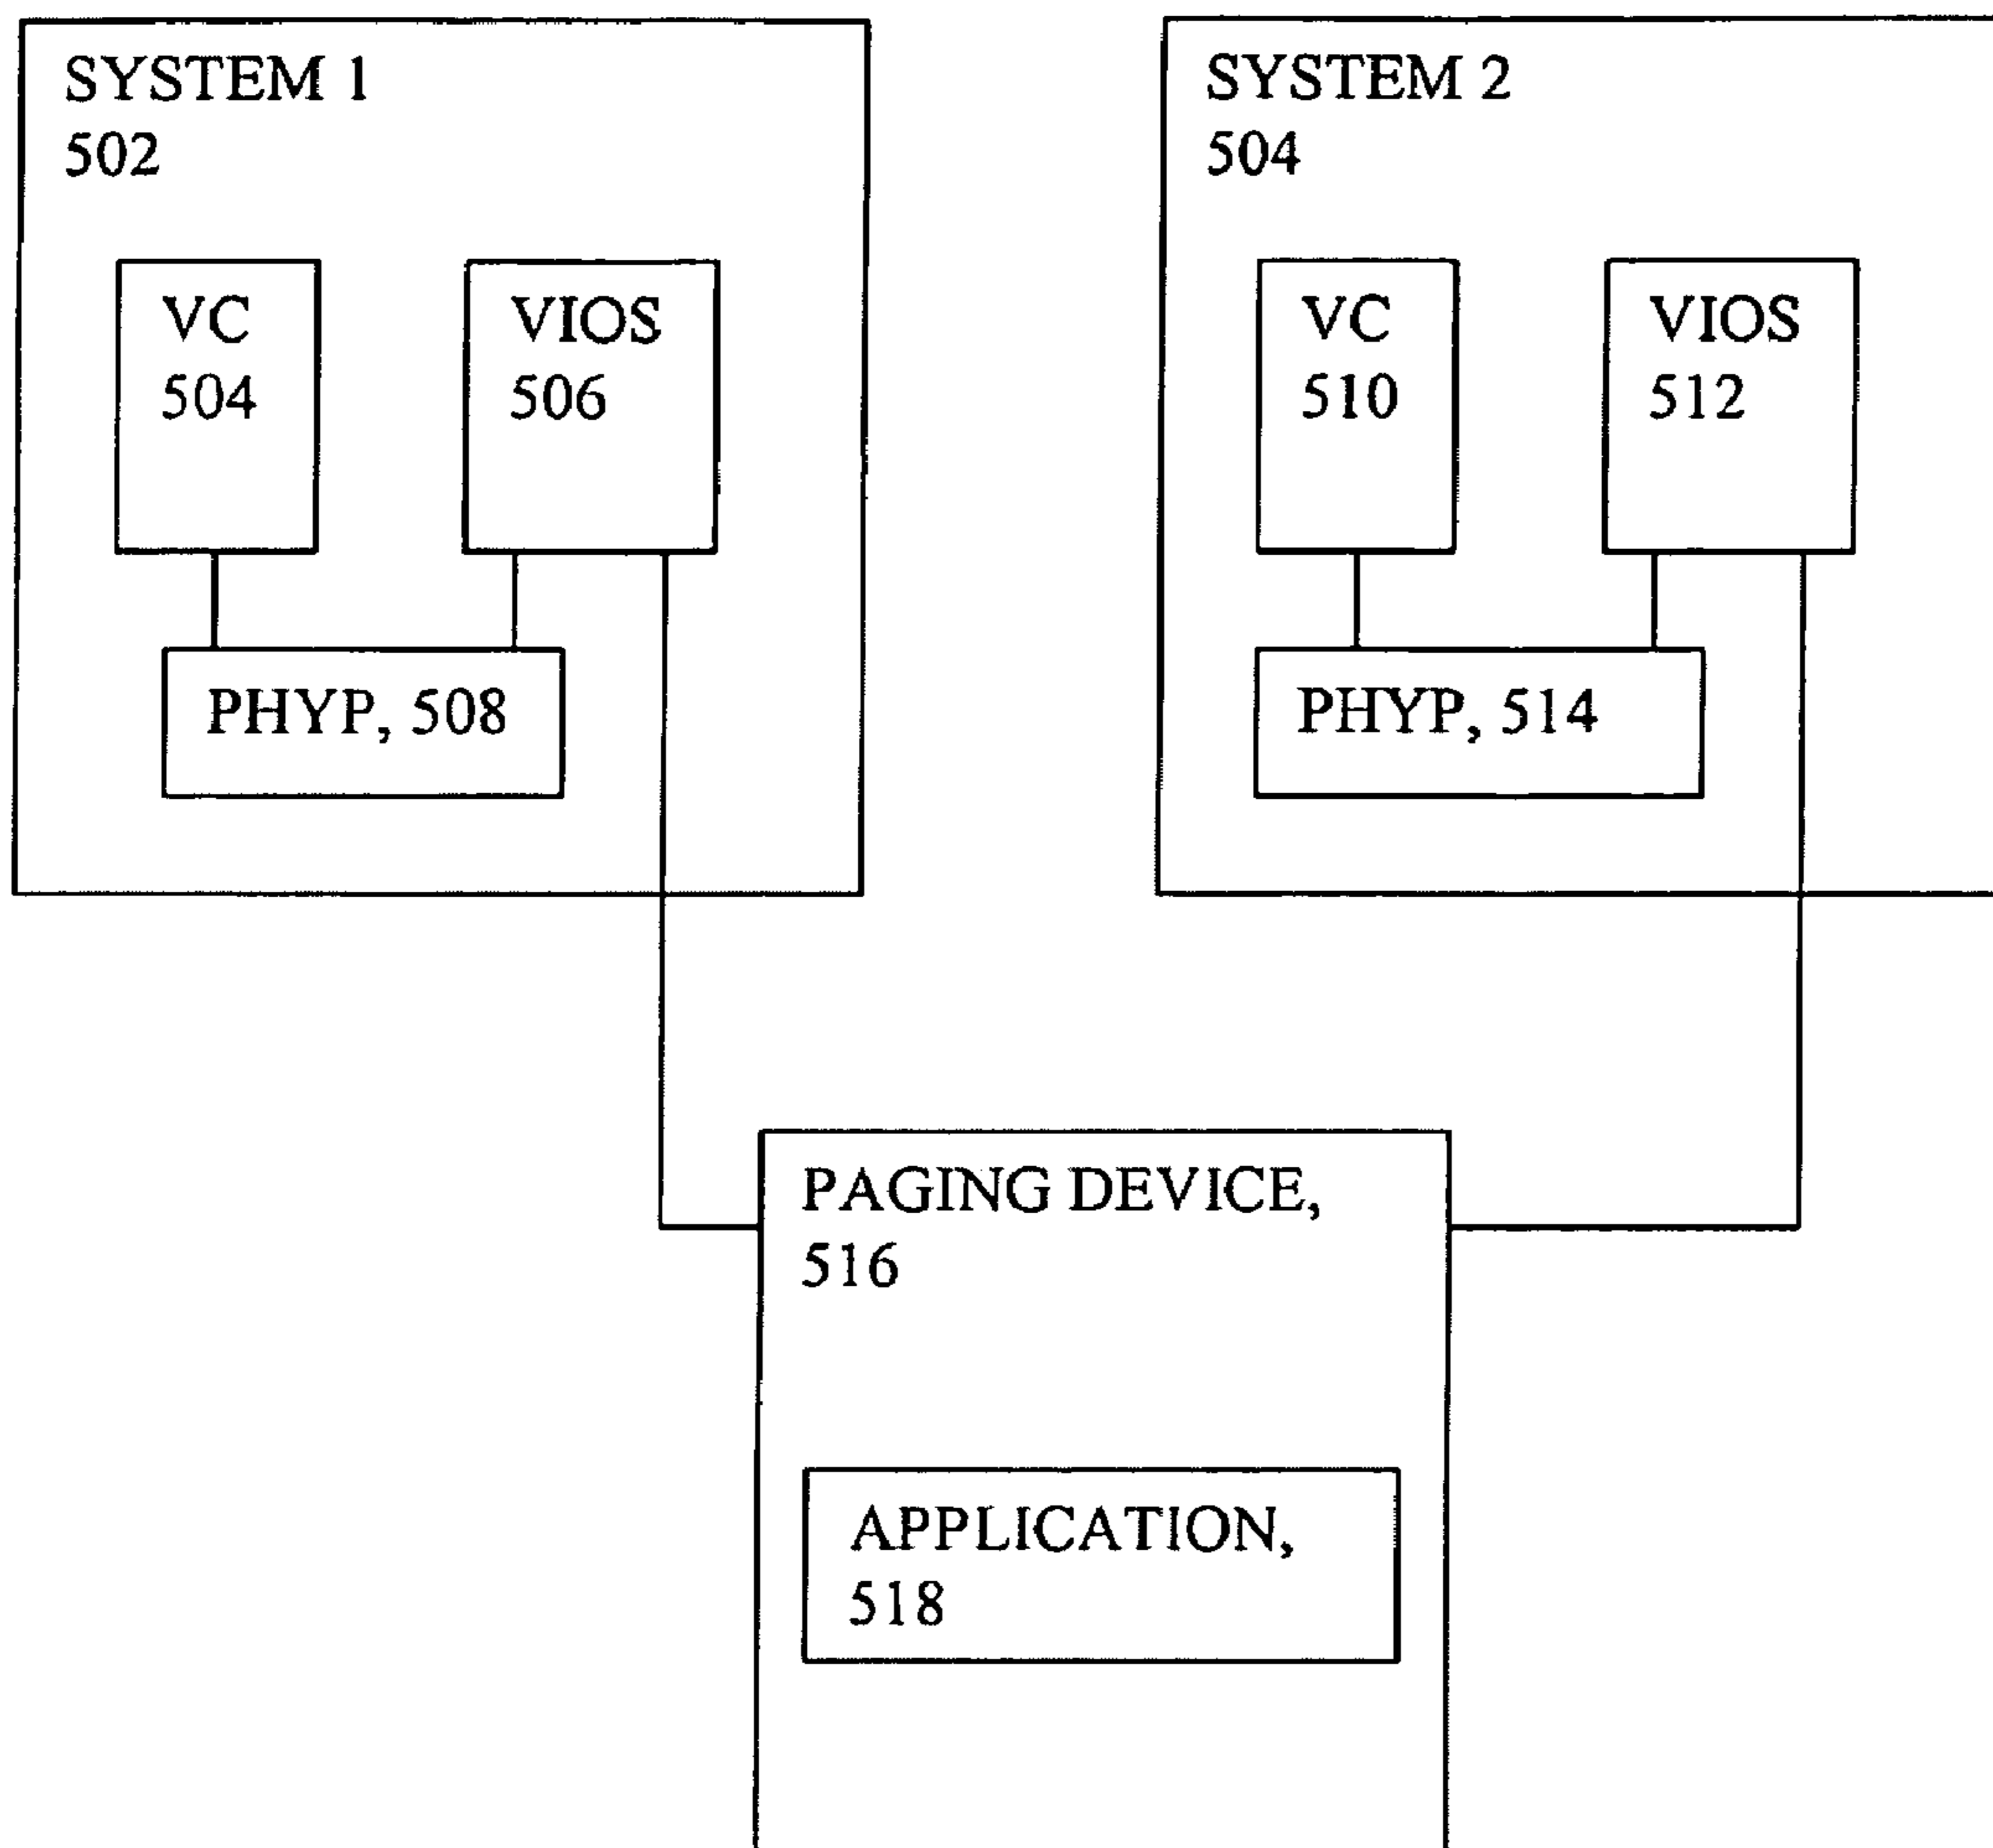 SYSTEM 1
502
VC
504
VIOS
506
PHYP, 508
SYSTEM 2
504
VC
510
VIOS
512
PHYP, 514
PAGING DEVICE,
516
APPLICATION,
518